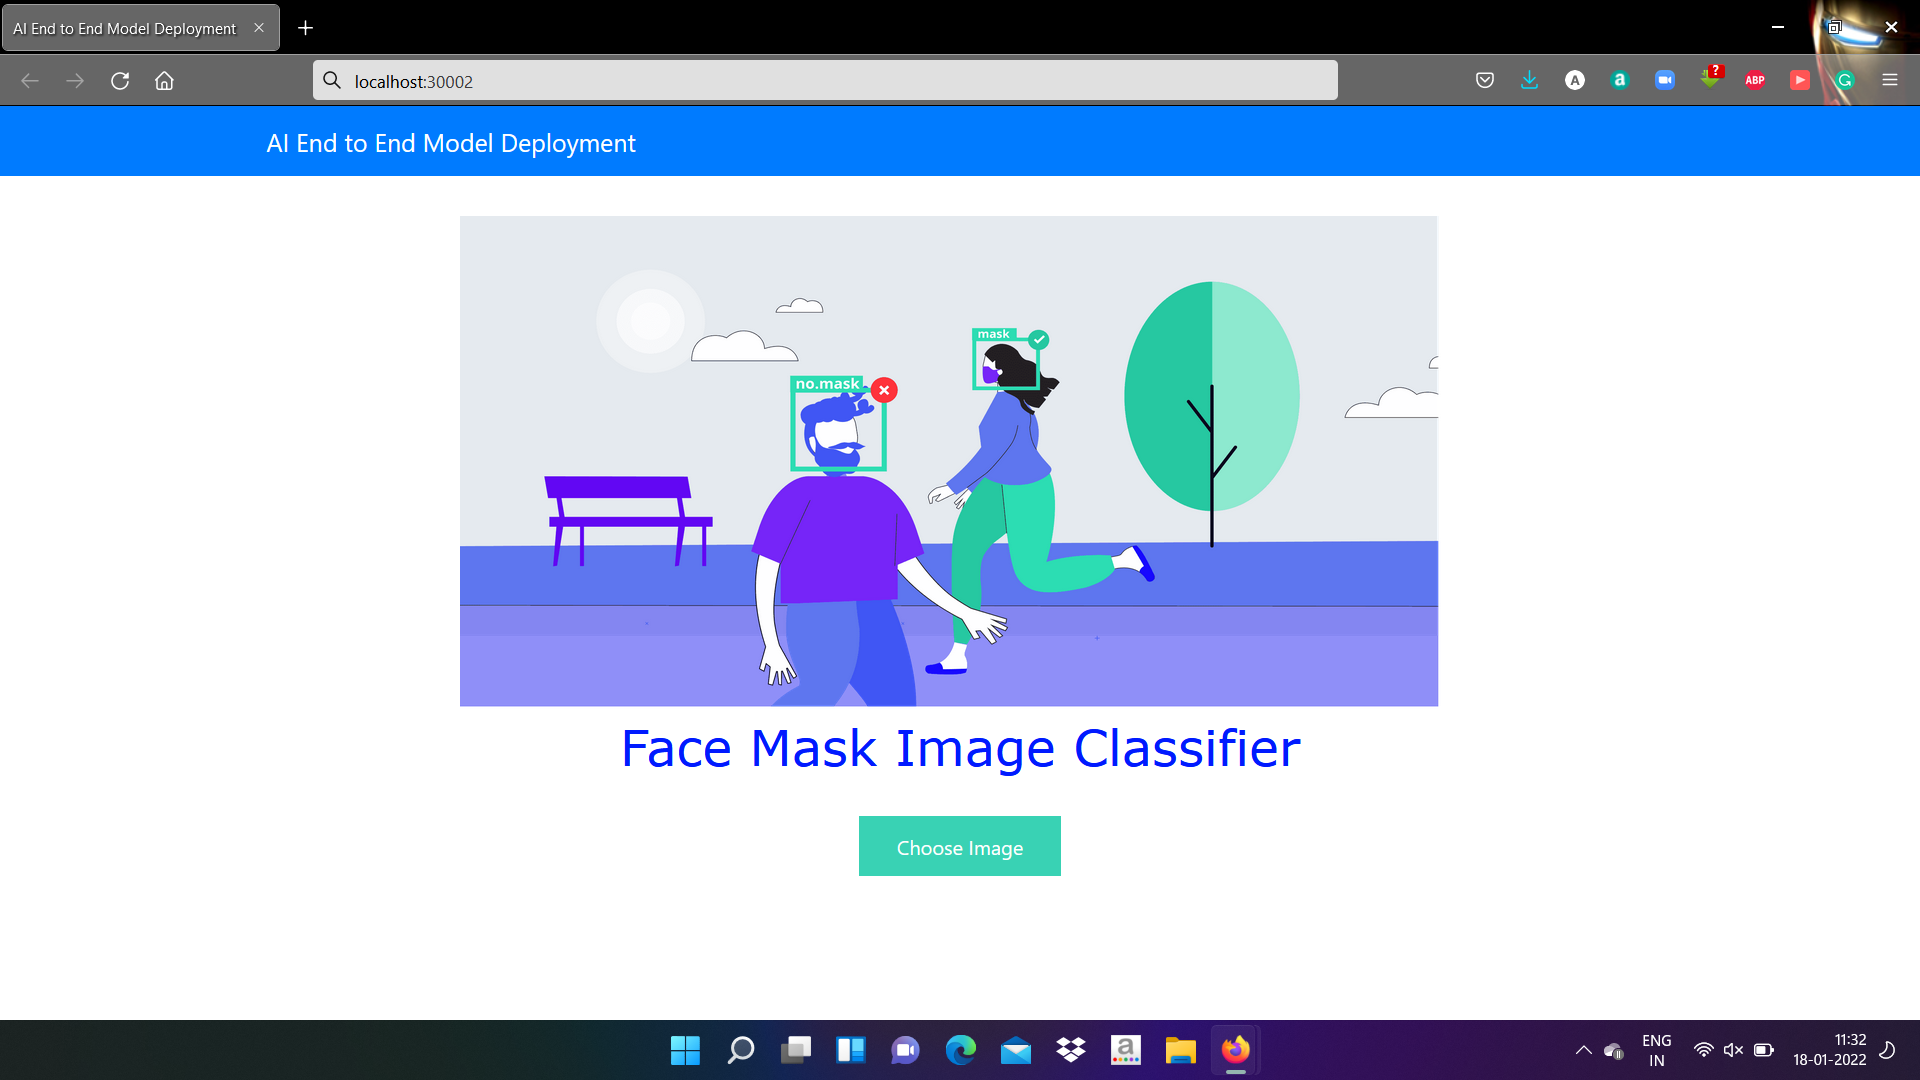 AI End to End Model Deployment
localhost:30002
?
A
a
ABP
G
AI End to End Model Deployment
mask
no.mask
Face Mask Image Classifier
Choose Image
a
ENG
IN
11:32
18-01-2022